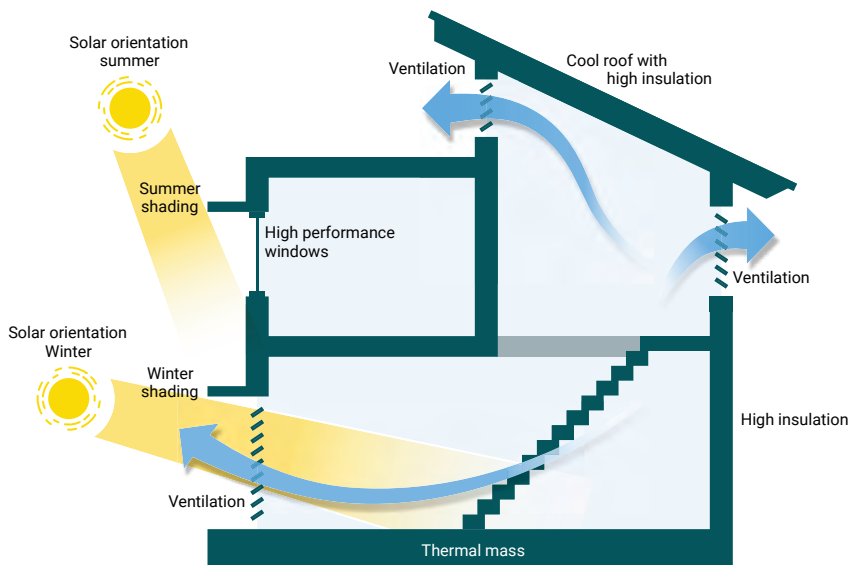 Solar orientation
summer
Ventilation
Cool roof with
high insulation
Summer
shading
High performance
windows
Ventilation
Solar orientation
Winter
Winter
shading
High insulation
Ventilation
Thermal mass